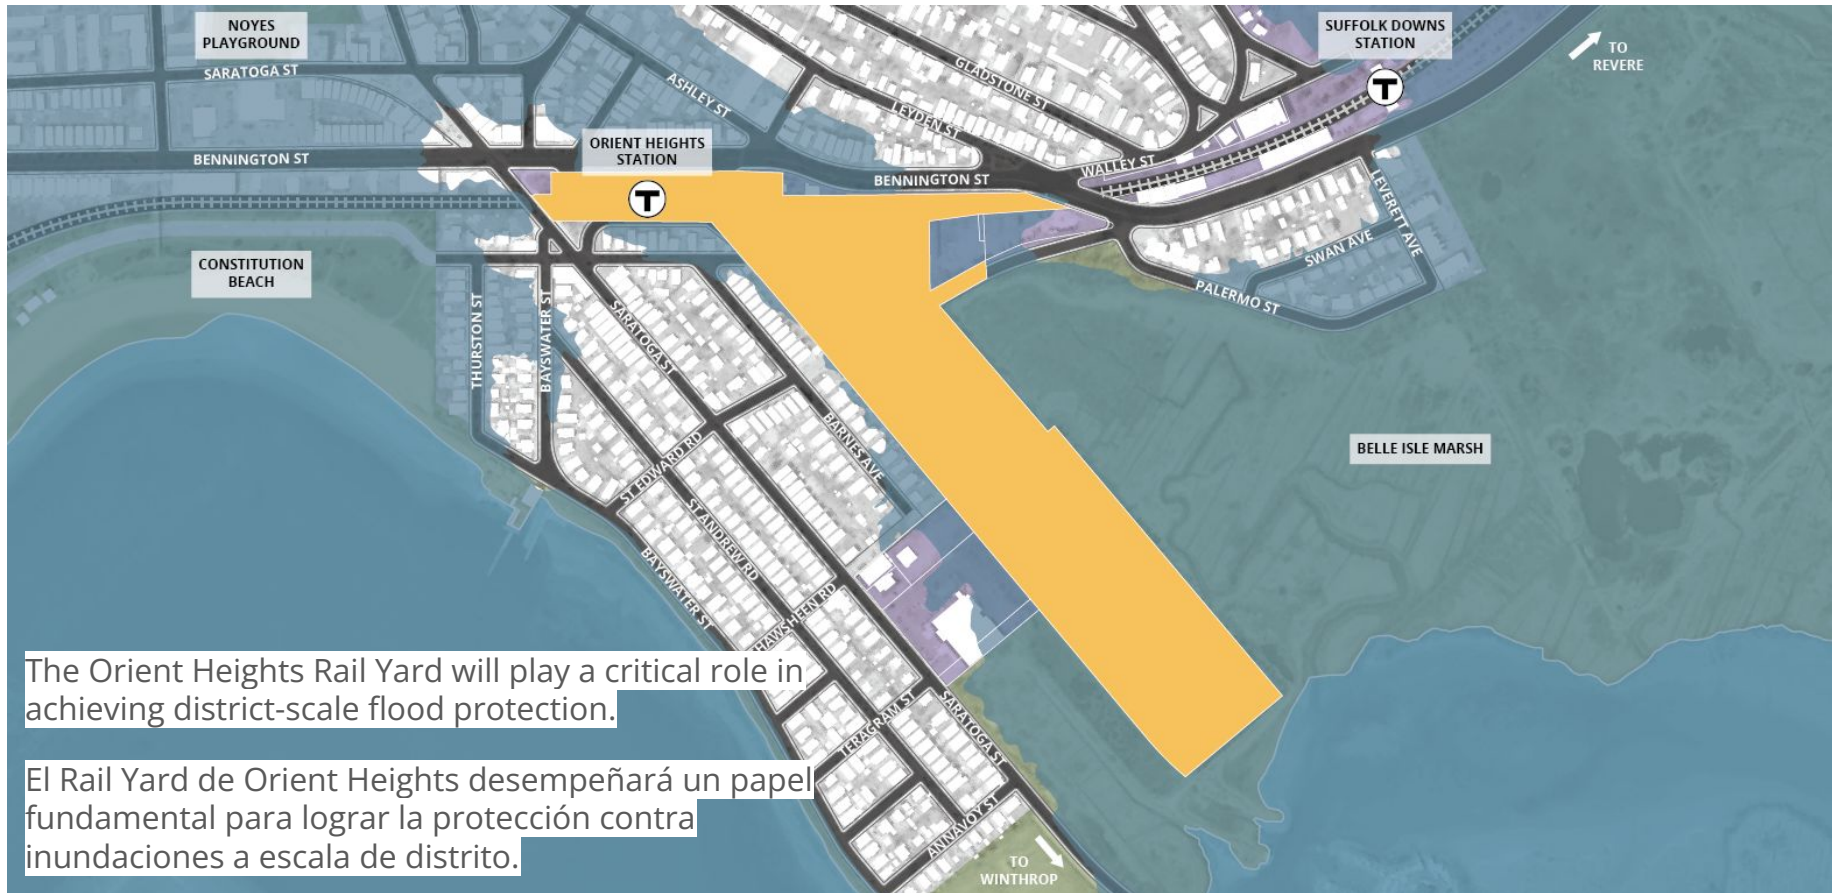 NOYES
PLAYGROUND
SARATOGA ST
ASHLEY ST
GLADSTONE ST
LEYDEN ST
SUFFOLK DOWNS
STATION
T
TO
REVERE
BENNINGTON ST
ORIENT HEIGHTS
STATION
T
BENNINGTON ST
WALLEY ST
LEVERETT AVE
SWAN AVE
PALERMO ST
CONSTITUTION
BEACH
THURSTON ST
BAYSWATER ST
SARATOGA ST
BARNES AVE
ST EDWARD RD
ST ANDREW RD
BAYSWATER ST
SHAWSHEEN RD
BELLE ISLE MARSH
TERAGRAM ST
SARATOGA ST
ANNAVOY ST
TO
WINTHROP
The Orient Heights Rail Yard will play a critical role in
achieving district-scale flood protection.
El Rail Yard de Orient Heights desempeñará un papel
fundamental para lograr la protección contra
inundaciones a escala de distrito.